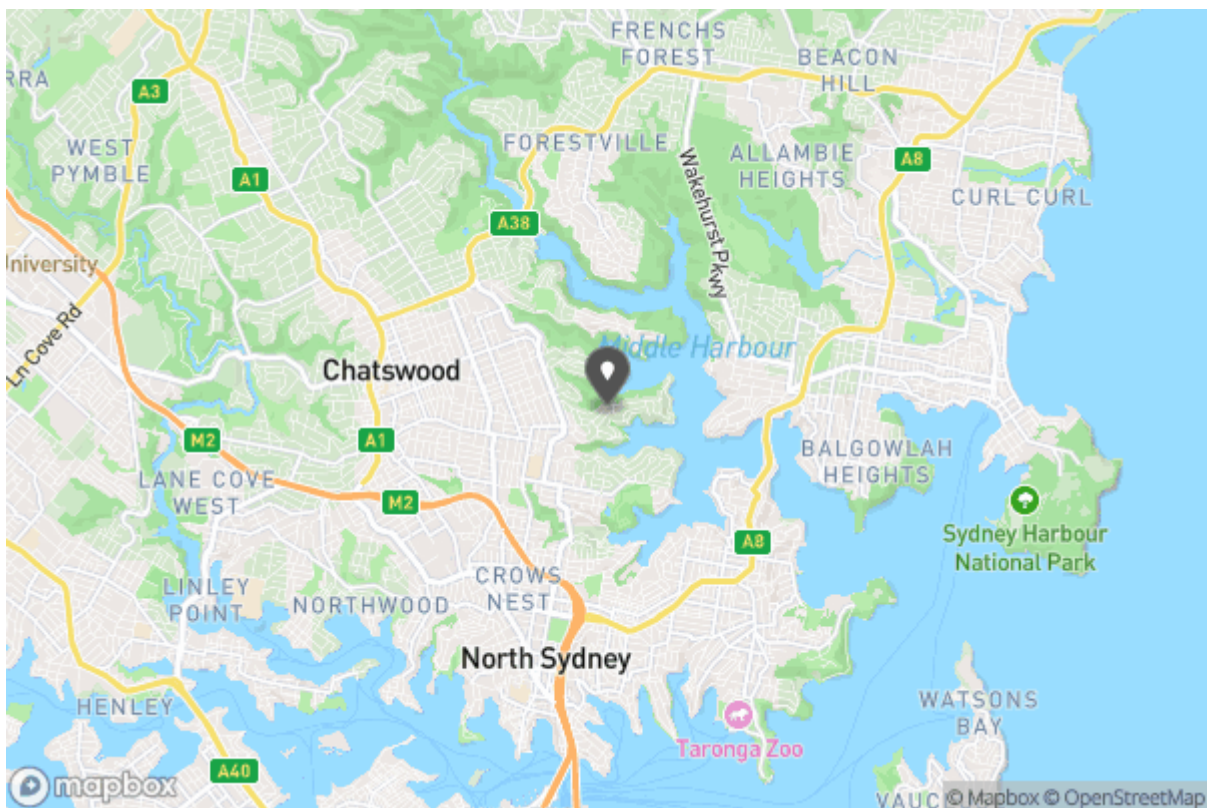 FRENCHS
FOREST
BEACON
HILL
RRA
A3
WEST
PYMBLE
A1
FORESTVILLE
ALLAMBIE
HEIGHTS
A8
CURL CURL
Wakehurst Pkwy
A38
University
Ln Cove Rd
Middle Harbour
Chatswood
M2
A1
BALGOWLAH
HEIGHTS
LANE COVE
WEST
M2
Sydney Harbour
National Park
A8
LINLEY
POINT
NORTHWOOD
CROWS
NEST
North Sydney
HENLEY
WATSONS
BAY
Taronga Zoo
A40
mapbox
VAUC
© Mapbox © OpenStreetMap